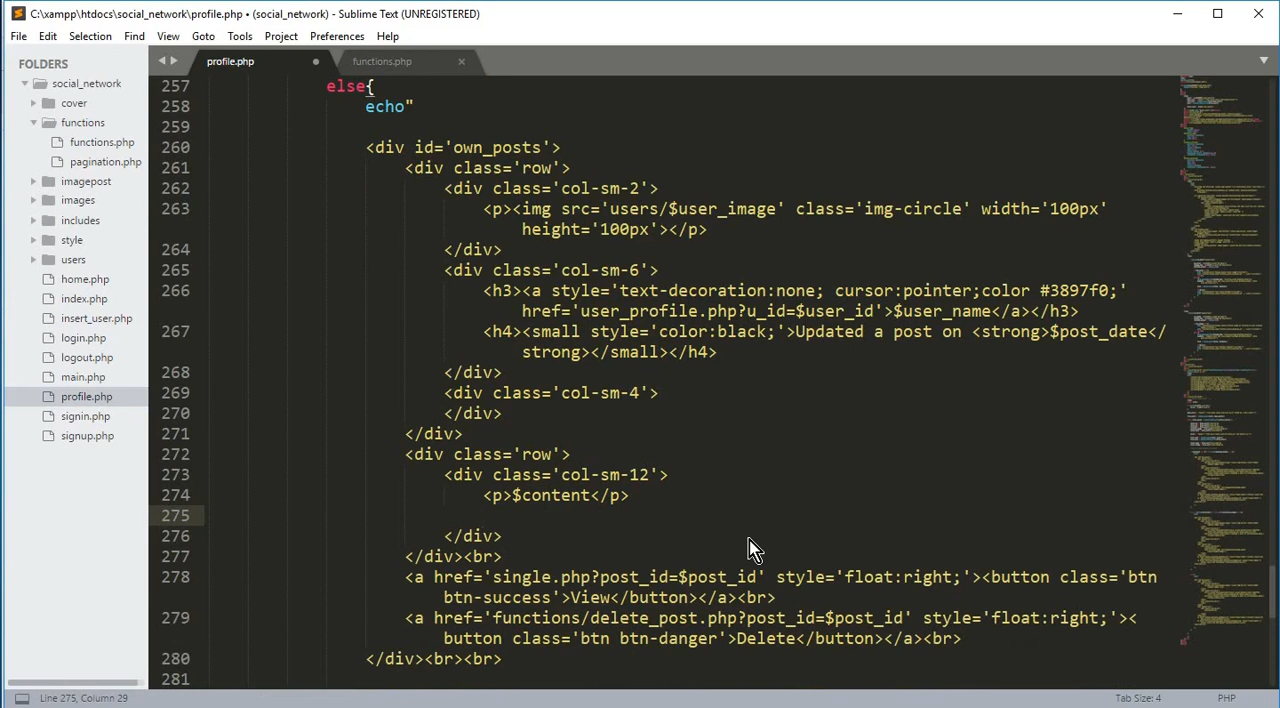 C:\xampp\htdocs\social_network\profile.php • (social_network) - Sublime Text (UNREGISTERED)
File Edit Selection Find View Goto Tools Project Preferences Help
FOLDERS
social_network
cover
functions
functions.php
pagination.php
imagepost
images
includes
style
users
home.php
index.php
insert_user.php
login.php
logout.php
main.php
profile.php
signin.php
signup.php
profile.php
functions.php
257 else{
258 echo"
259
260 <div id='own_posts'>
261 <div class='row'>
262 <div class='col-sm-2'>
263 <p><img src='users/$user_image' class='img-circle' width='100px'
height='100px'></p>
264 </div>
265 <div class='col-sm-6'>
266 <h3><a style='text-decoration:none; cursor:pointer;color #3897f0;'
href='user_profile.php?u_id=$user_id'>$user_name</a></h3>
267 <h4><small style='color:black;'>Updated a post on <strong>$post_date</
strong></small></h4>
268 </div>
269 <div class='col-sm-4'>
270 </div>
271 </div>
272 <div class='row'>
273 <div class='col-sm-12'>
274 <p>$content</p>
275
276 </div>
277 </div><br>
278 <a href='single.php?post_id=$post_id' style='float:right;'><button class='btn
btn-success'>View</button></a><br>
279 <a href='functions/delete_post.php?post_id=$post_id' style='float:right;'><
button class='btn btn-danger'>Delete</button></a><br>
280 </div><br><br>
281
Line 275, Column 29
Tab Size: 4
PHP